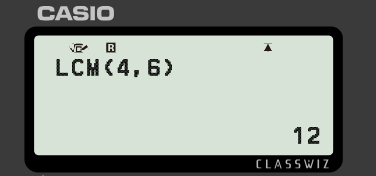 CASIO
√▱ R
LCM(4,6)
12
CLASSWIZ